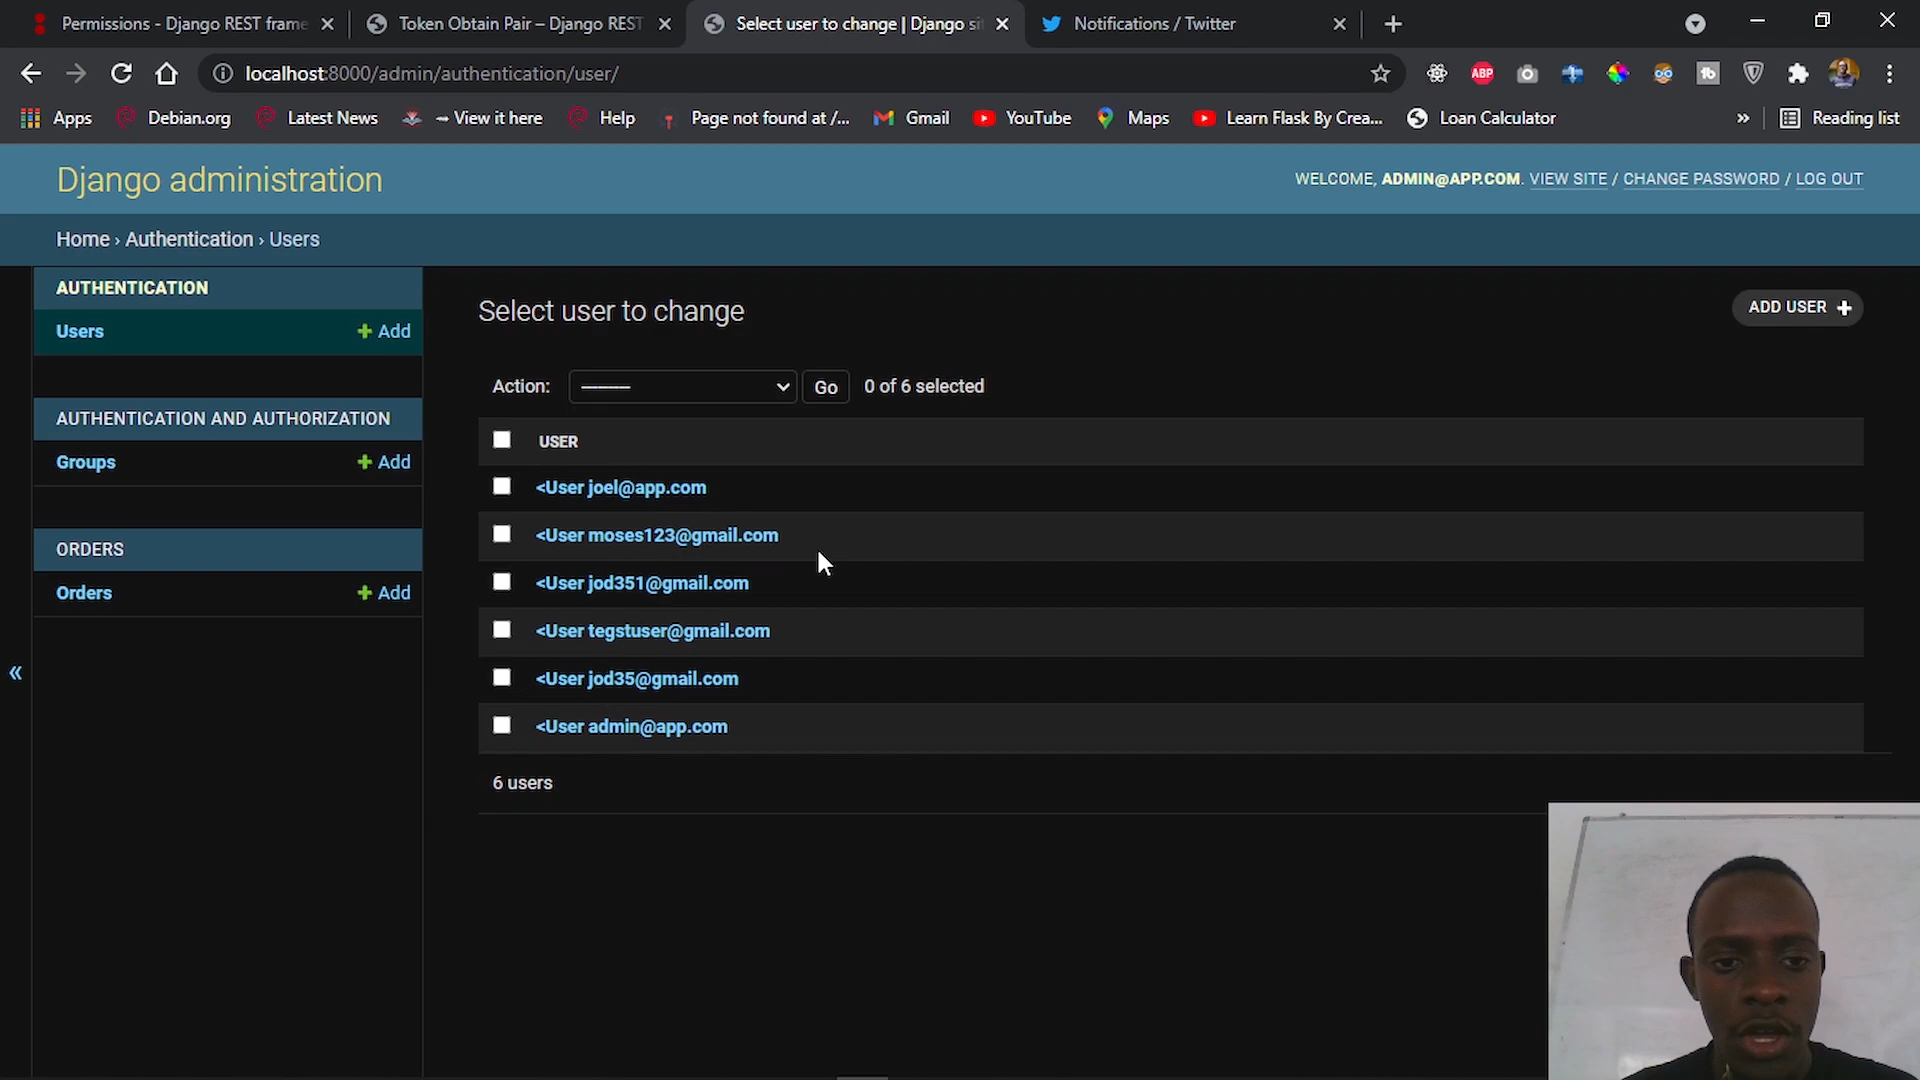 Permissions - Django REST frame
Token Obtain Pair – Django REST
Select user to change | Django si
Notifications / Twitter
localhost:8000/admin/authentication/user/
ABP
Apps
Debian.org
Latest News
View it here
Help
Page not found at /...
Gmail
YouTube
Maps
Learn Flask By Crea...
Loan Calculator
»
Reading list
Django administration
WELCOME, ADMIN@APP.COM. VIEW SITE / CHANGE PASSWORD / LOG OUT
Home › Authentication › Users
AUTHENTICATION
Users
+ Add
AUTHENTICATION AND AUTHORIZATION
Groups
+ Add
ORDERS
Orders
+ Add
«
Select user to change
ADD USER +
Action:
---------
Go
0 of 6 selected
USER
<User joel@app.com
<User moses123@gmail.com
<User jod351@gmail.com
<User tegstuser@gmail.com
<User jod35@gmail.com
<User admin@app.com
6 users